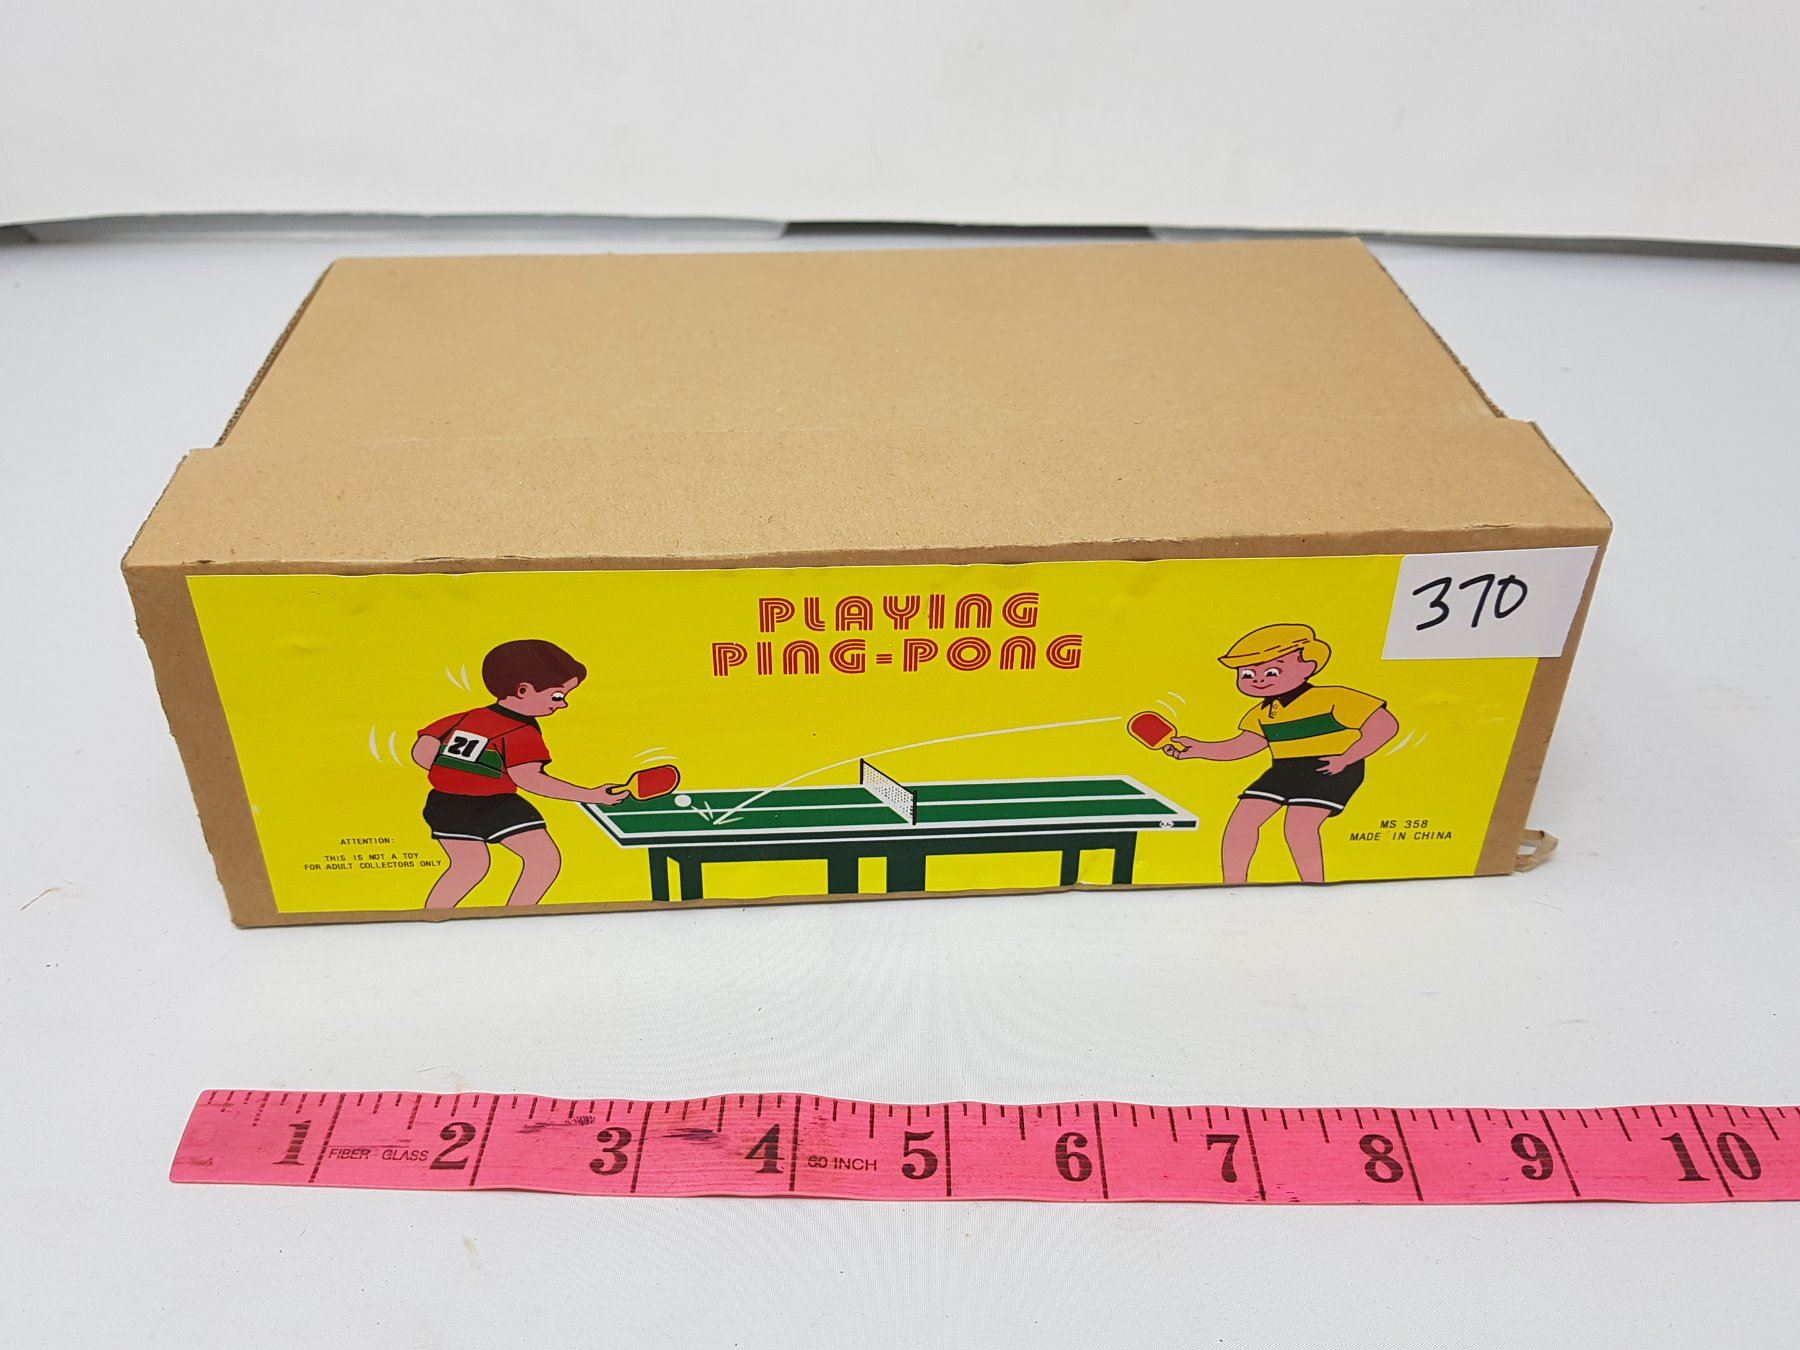 370
PLAYING
PING-PONG
21
ATTENTION:
THIS IS NOT A TOY
FOR ADULT COLLECTORS ONLY
MS 358
MADE IN CHINA
1 FIBER GLASS 2 3 4 60 INCH 5 6 7 8 9 10